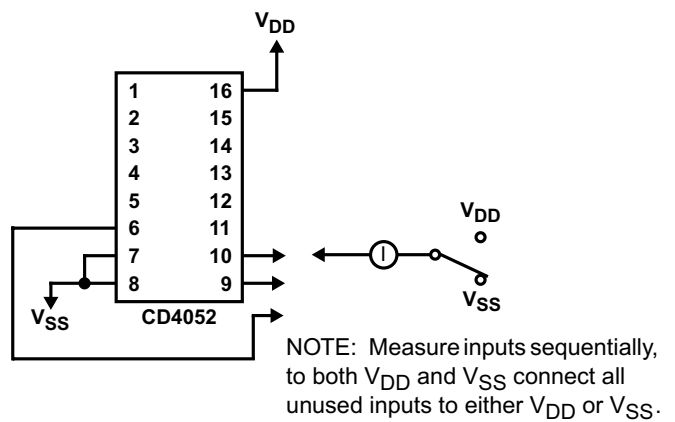 VDD
1 16
2 15
3 14
4 13
5 12
6 11
7 10
8 9
VSS
CD4052
I
VDD
VSS
NOTE: Measure inputs sequentially,
to both VDD and VSS connect all
unused inputs to either VDD or VSS.